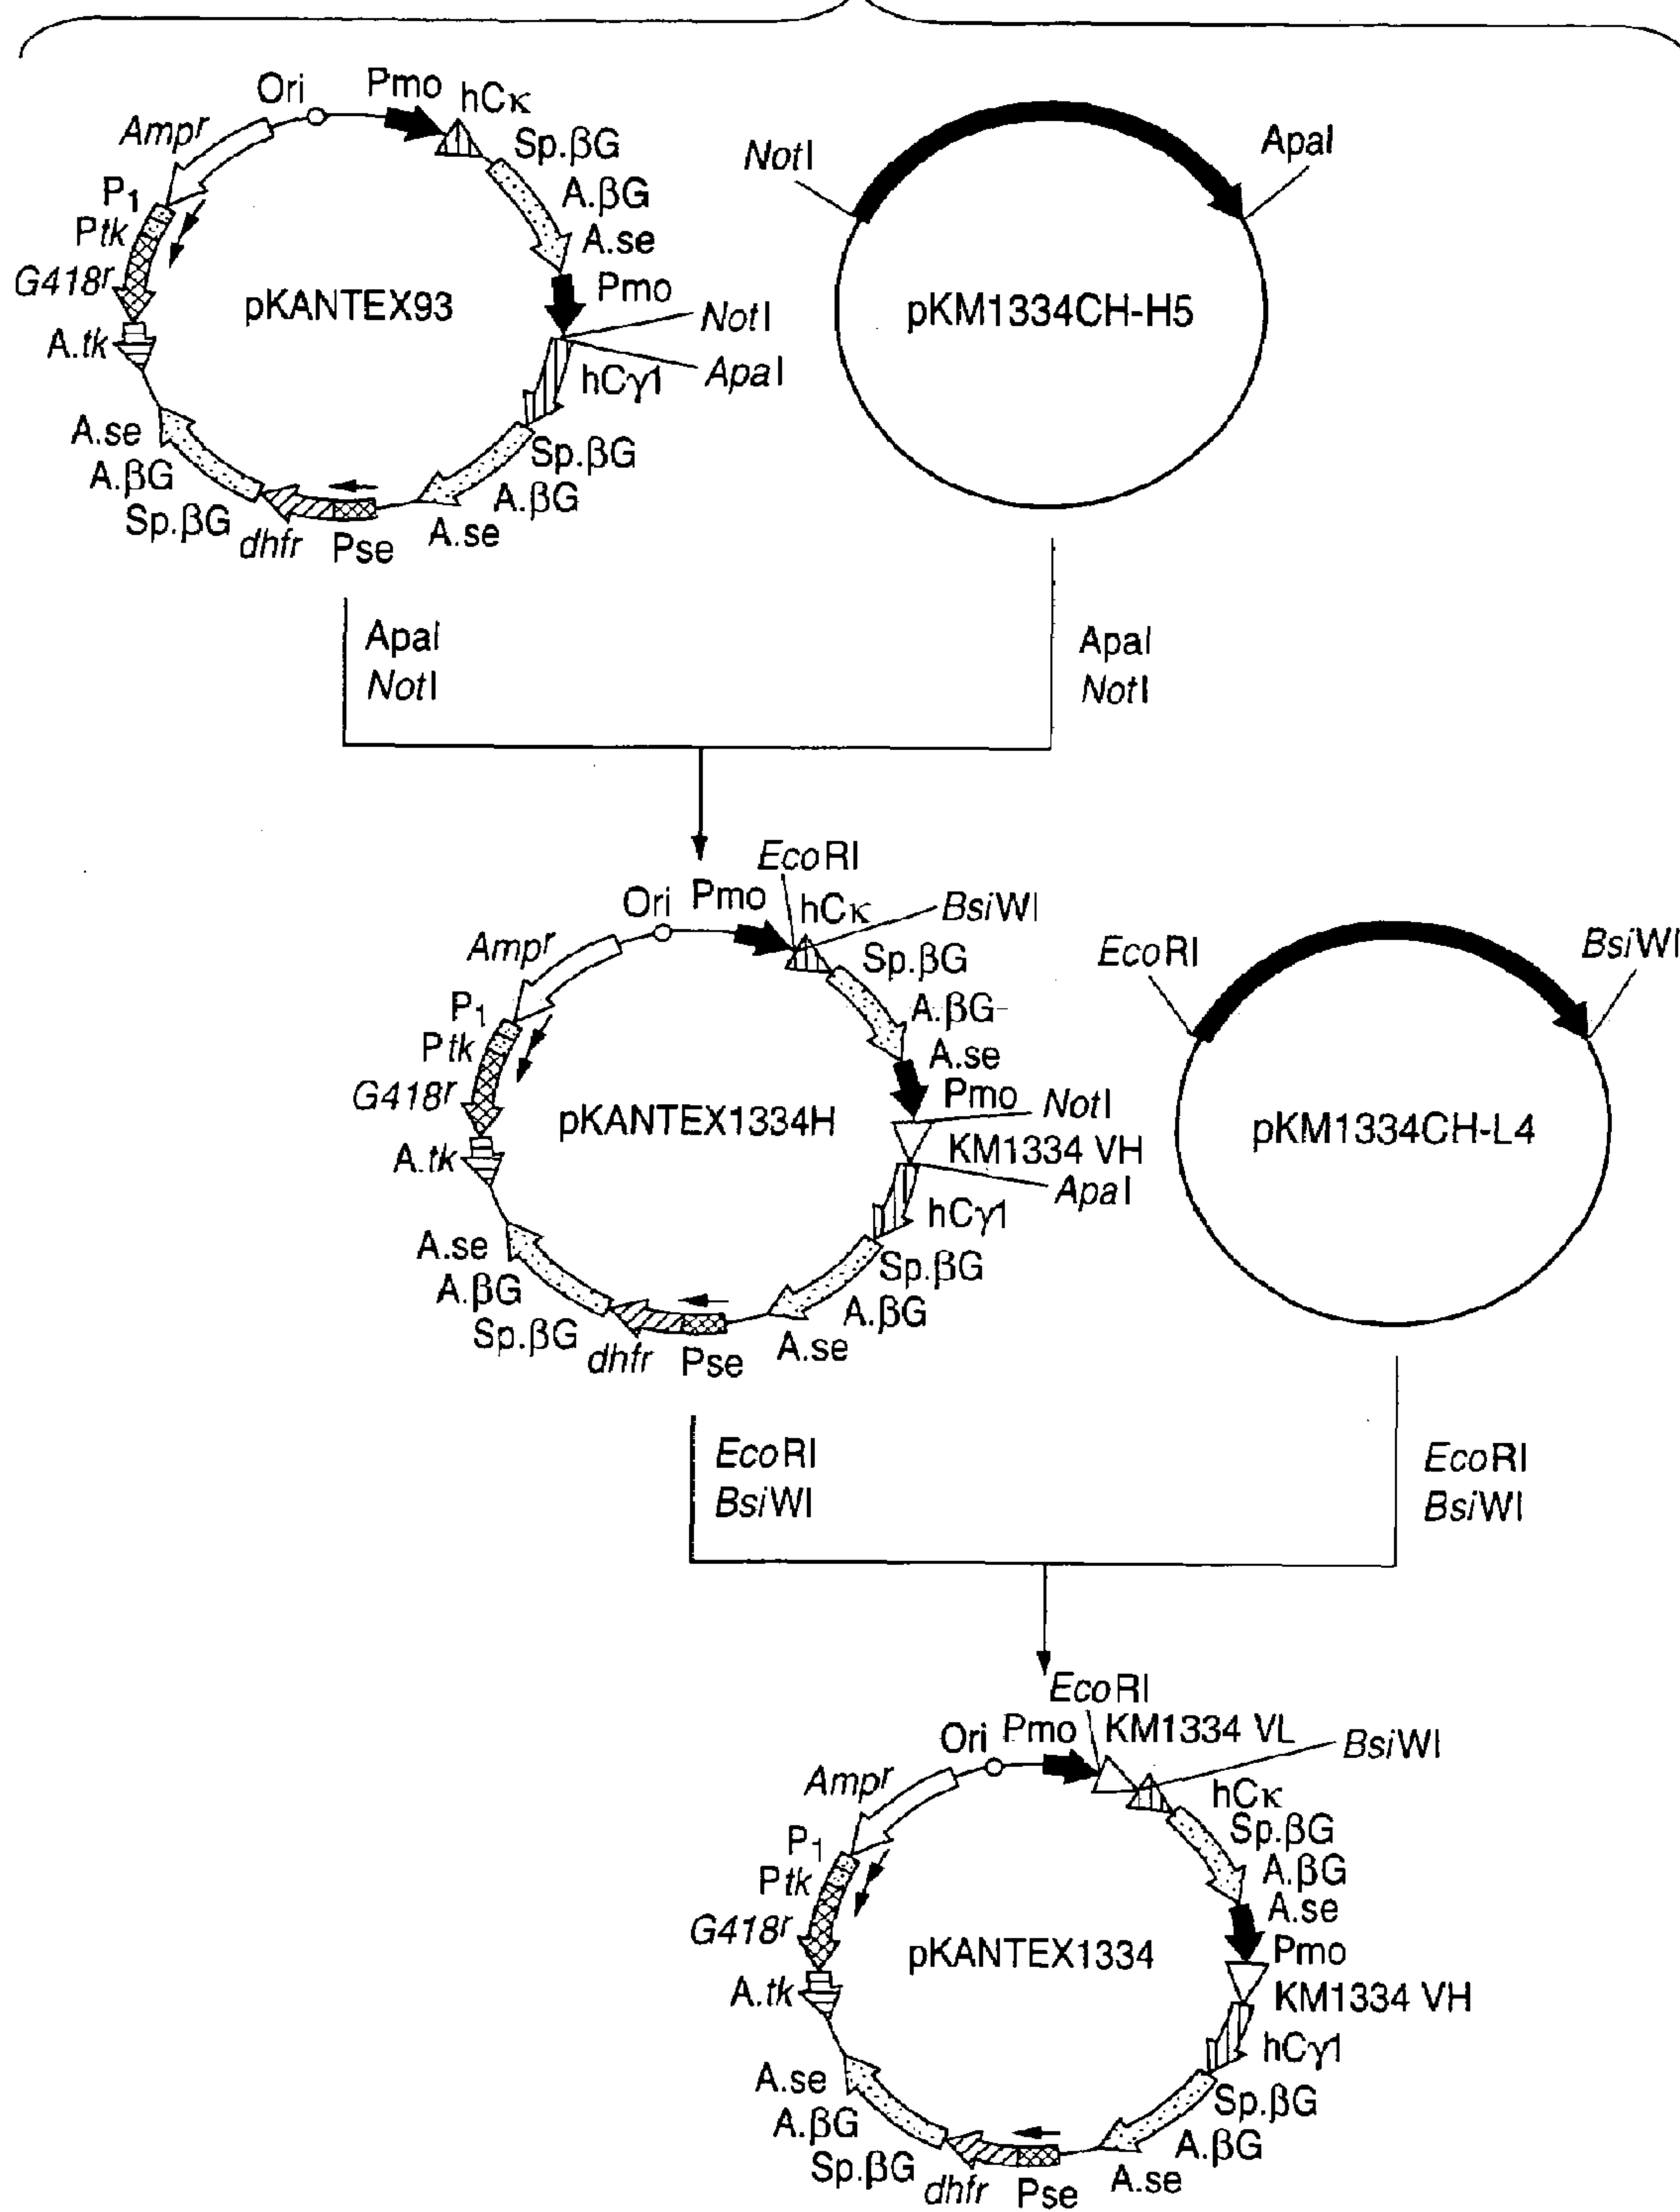 Ori
Pmo
hCκ
Ampr
Sp.βG
P1
A.βG
Ptk
A.se
G418r
Pmo
pKANTEX93
NotI
A.tk
hCγ1
ApaI
A.se
Sp.βG
A.βG
A.βG
Sp.βG
dhfr
Pse
A.se
NotI
ApaI
pKM1334CH-H5
ApaI
NotI
ApaI
NotI
EcoRI
Ori
Pmo
hCκ
BsiWI
Ampr
Sp.βG
P1
A.βG
Ptk
A.se
G418r
Pmo
NotI
pKANTEX1334H
KM1334 VH
A.tk
ApaI
hCγ1
A.se
Sp.βG
A.βG
A.βG
Sp.βG
dhfr
Pse
A.se
EcoRI
BsiWI
pKM1334CH-L4
EcoRI
BsiWI
EcoRI
BsiWI
EcoRI
Ori
Pmo
KM1334 VL
BsiWI
Ampr
hCκ
Sp.βG
P1
A.βG
Ptk
A.se
G418r
Pmo
pKANTEX1334
A.tk
KM1334 VH
hCγ1
A.se
Sp.βG
A.βG
A.βG
Sp.βG
dhfr
Pse
A.se